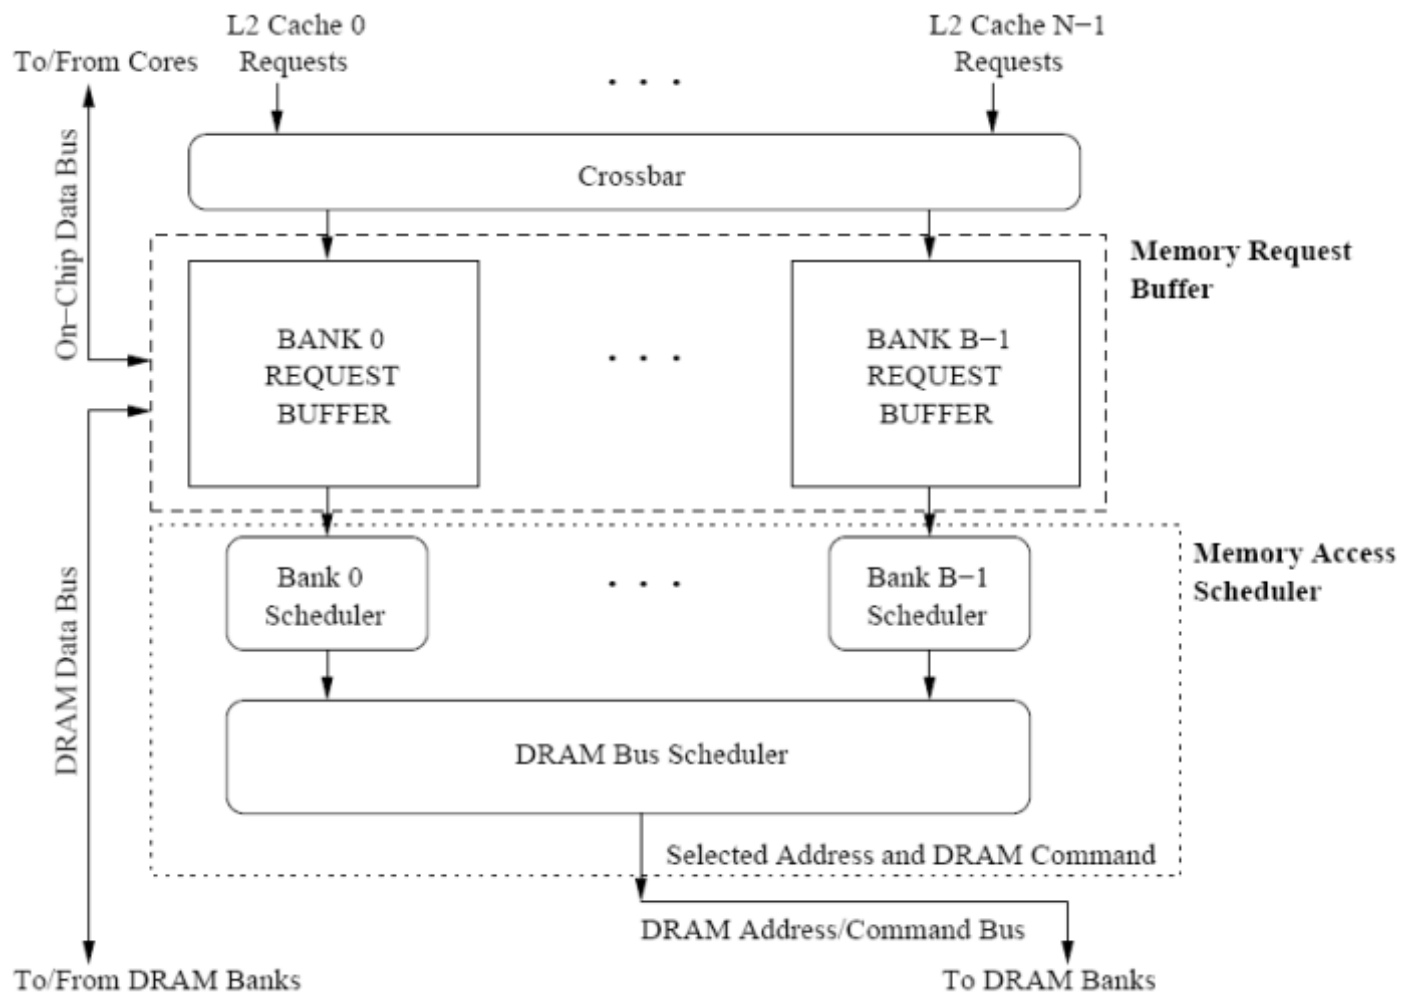 L2 Cache 0
Requests
L2 Cache N−1
Requests
To/From Cores
. . .
Crossbar
On−Chip Data Bus
Memory Request
Buffer
BANK 0
REQUEST
BUFFER
. . .
BANK B−1
REQUEST
BUFFER
Memory Access
Scheduler
Bank 0
Scheduler
. . .
Bank B−1
Scheduler
DRAM Data Bus
DRAM Bus Scheduler
Selected Address and DRAM Command
DRAM Address/Command Bus
To/From DRAM Banks
To DRAM Banks